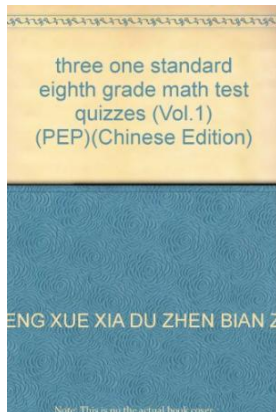 three one standard
eighth grade math test
quizzes (Vol.1)
(PEP)(Chinese Edition)
ENG XUE XIA DU ZHEN BIAN Z
Note: This is no the actual book cover